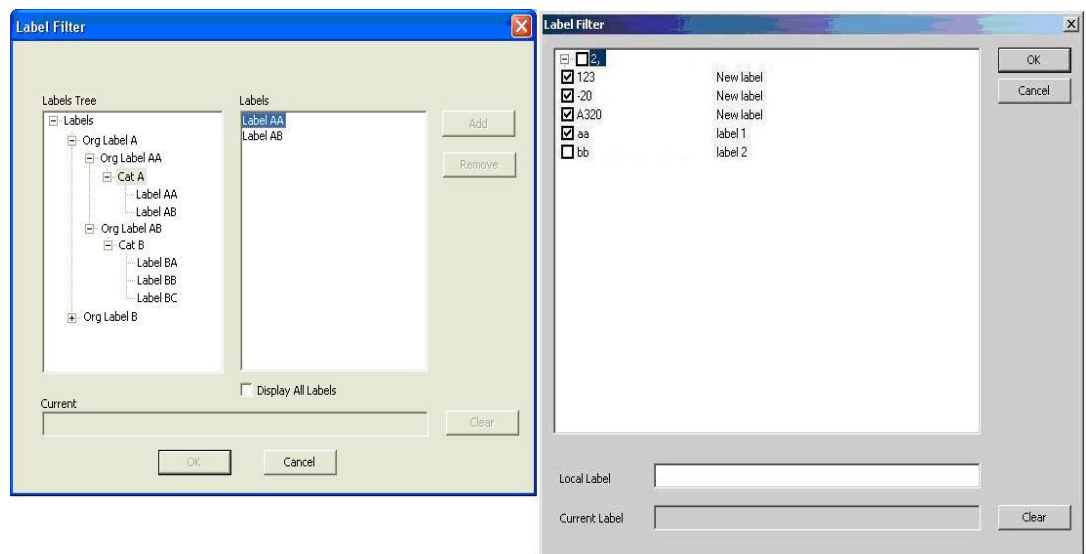 Label Filter
Labels Tree
Labels
Org Label A
Org Label AA
Cat A
Label AA
Label AB
Org Label AB
Cat B
Label BA
Label BB
Label BC
Org Label B
Labels
Label AA
Label AB
Add
Remove
Display All Labels
Current
Clear
OK
Cancel
Label Filter
2,
123 New label
-20 New label
A320 New label
aa label 1
bb label 2
OK
Cancel
Local Label
Current Label
Clear